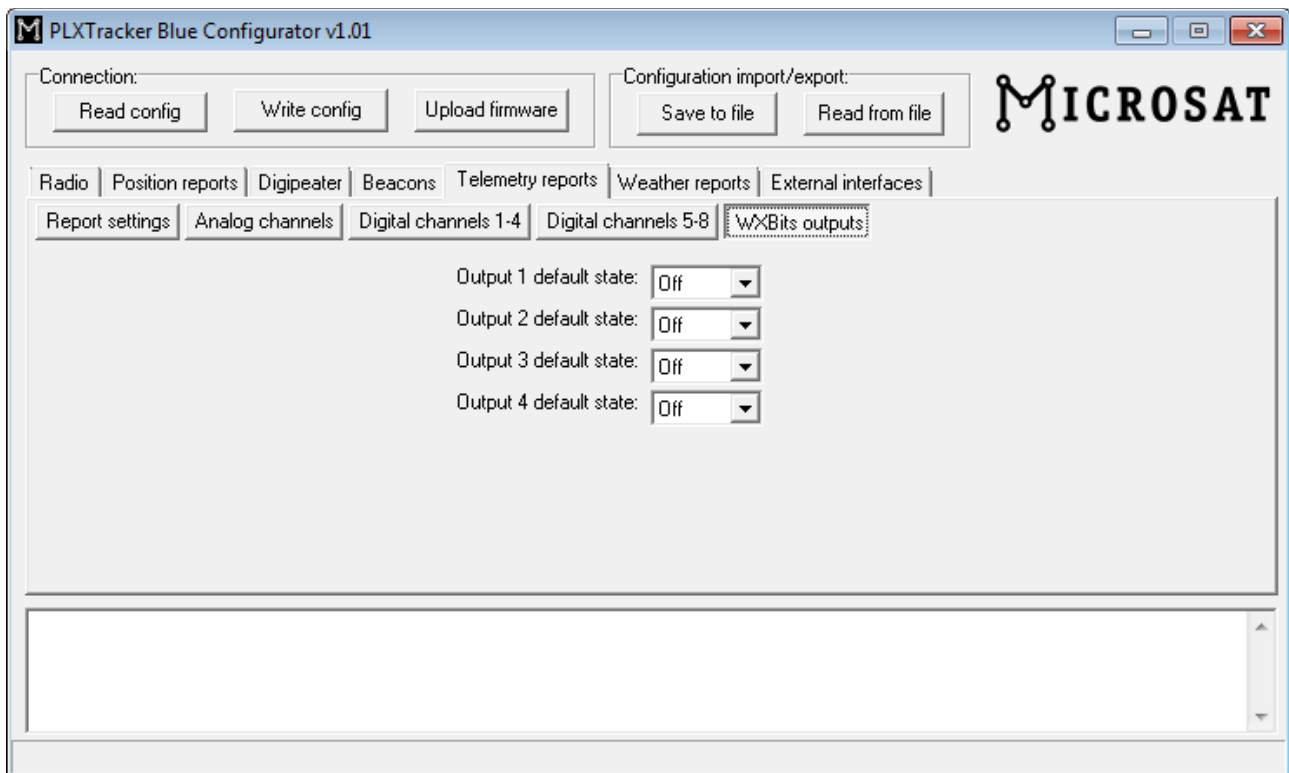 PLXTracker Blue Configurator v1.01
Connection:
Read config
Write config
Upload firmware
Configuration import/export:
Save to file
Read from file
MICROSAT
Radio
Position reports
Digipeater
Beacons
Telemetry reports
Weather reports
External interfaces
Report settings
Analog channels
Digital channels 1-4
Digital channels 5-8
WXBits outputs
Output 1 default state: Off
Output 2 default state: Off
Output 3 default state: Off
Output 4 default state: Off